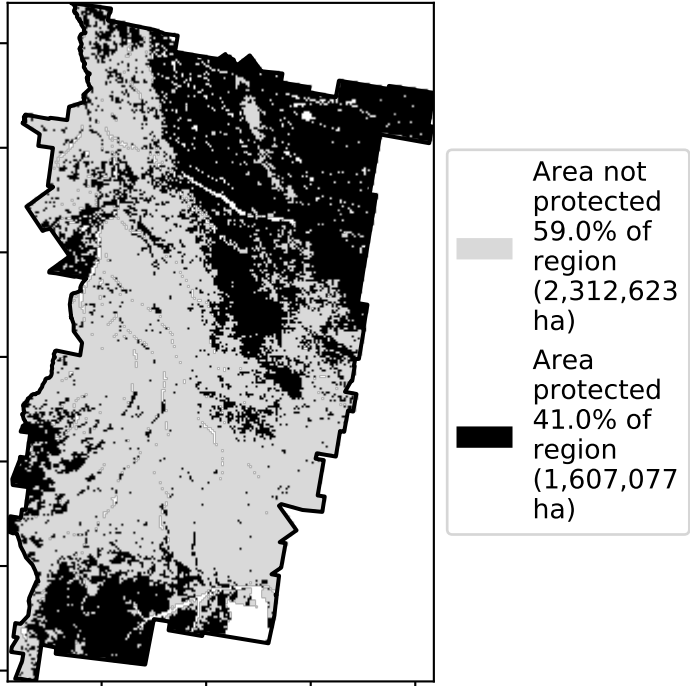 Area not
protected
59.0% of
region
(2,312,623
ha)
Area
protected
41.0% of
region
(1,607,077
ha)